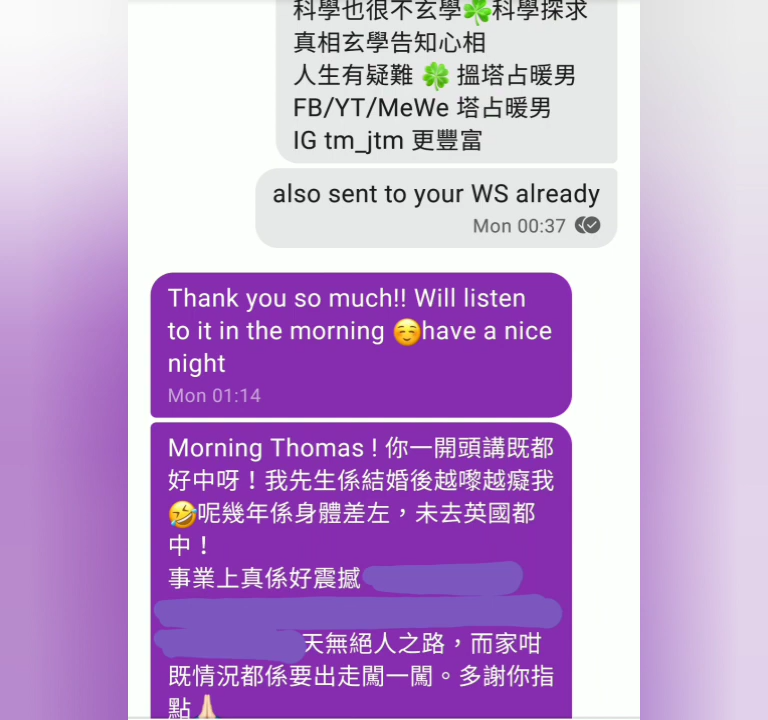 科學也很不玄學🍀科學探求
真相玄學告知心相
人生有疑難 🍀 搵塔占暖男
FB/YT/MeWe 塔占暖男
IG tm_jtm 更豐富
also sent to your WS already
Mon 00:37
Thank you so much!! Will listen
to it in the morning ☺️have a nice
night
Mon 01:14
Morning Thomas ! 你一開頭講既都
好中呀！我先生係結婚後越嚟越癡我
🤣呢幾年係身體差左，未去英國都
中！
事業上真係好震撼
天無絕人之路，而家咁
既情況都係要出走闖一闖。多謝你指
點🙏🏻